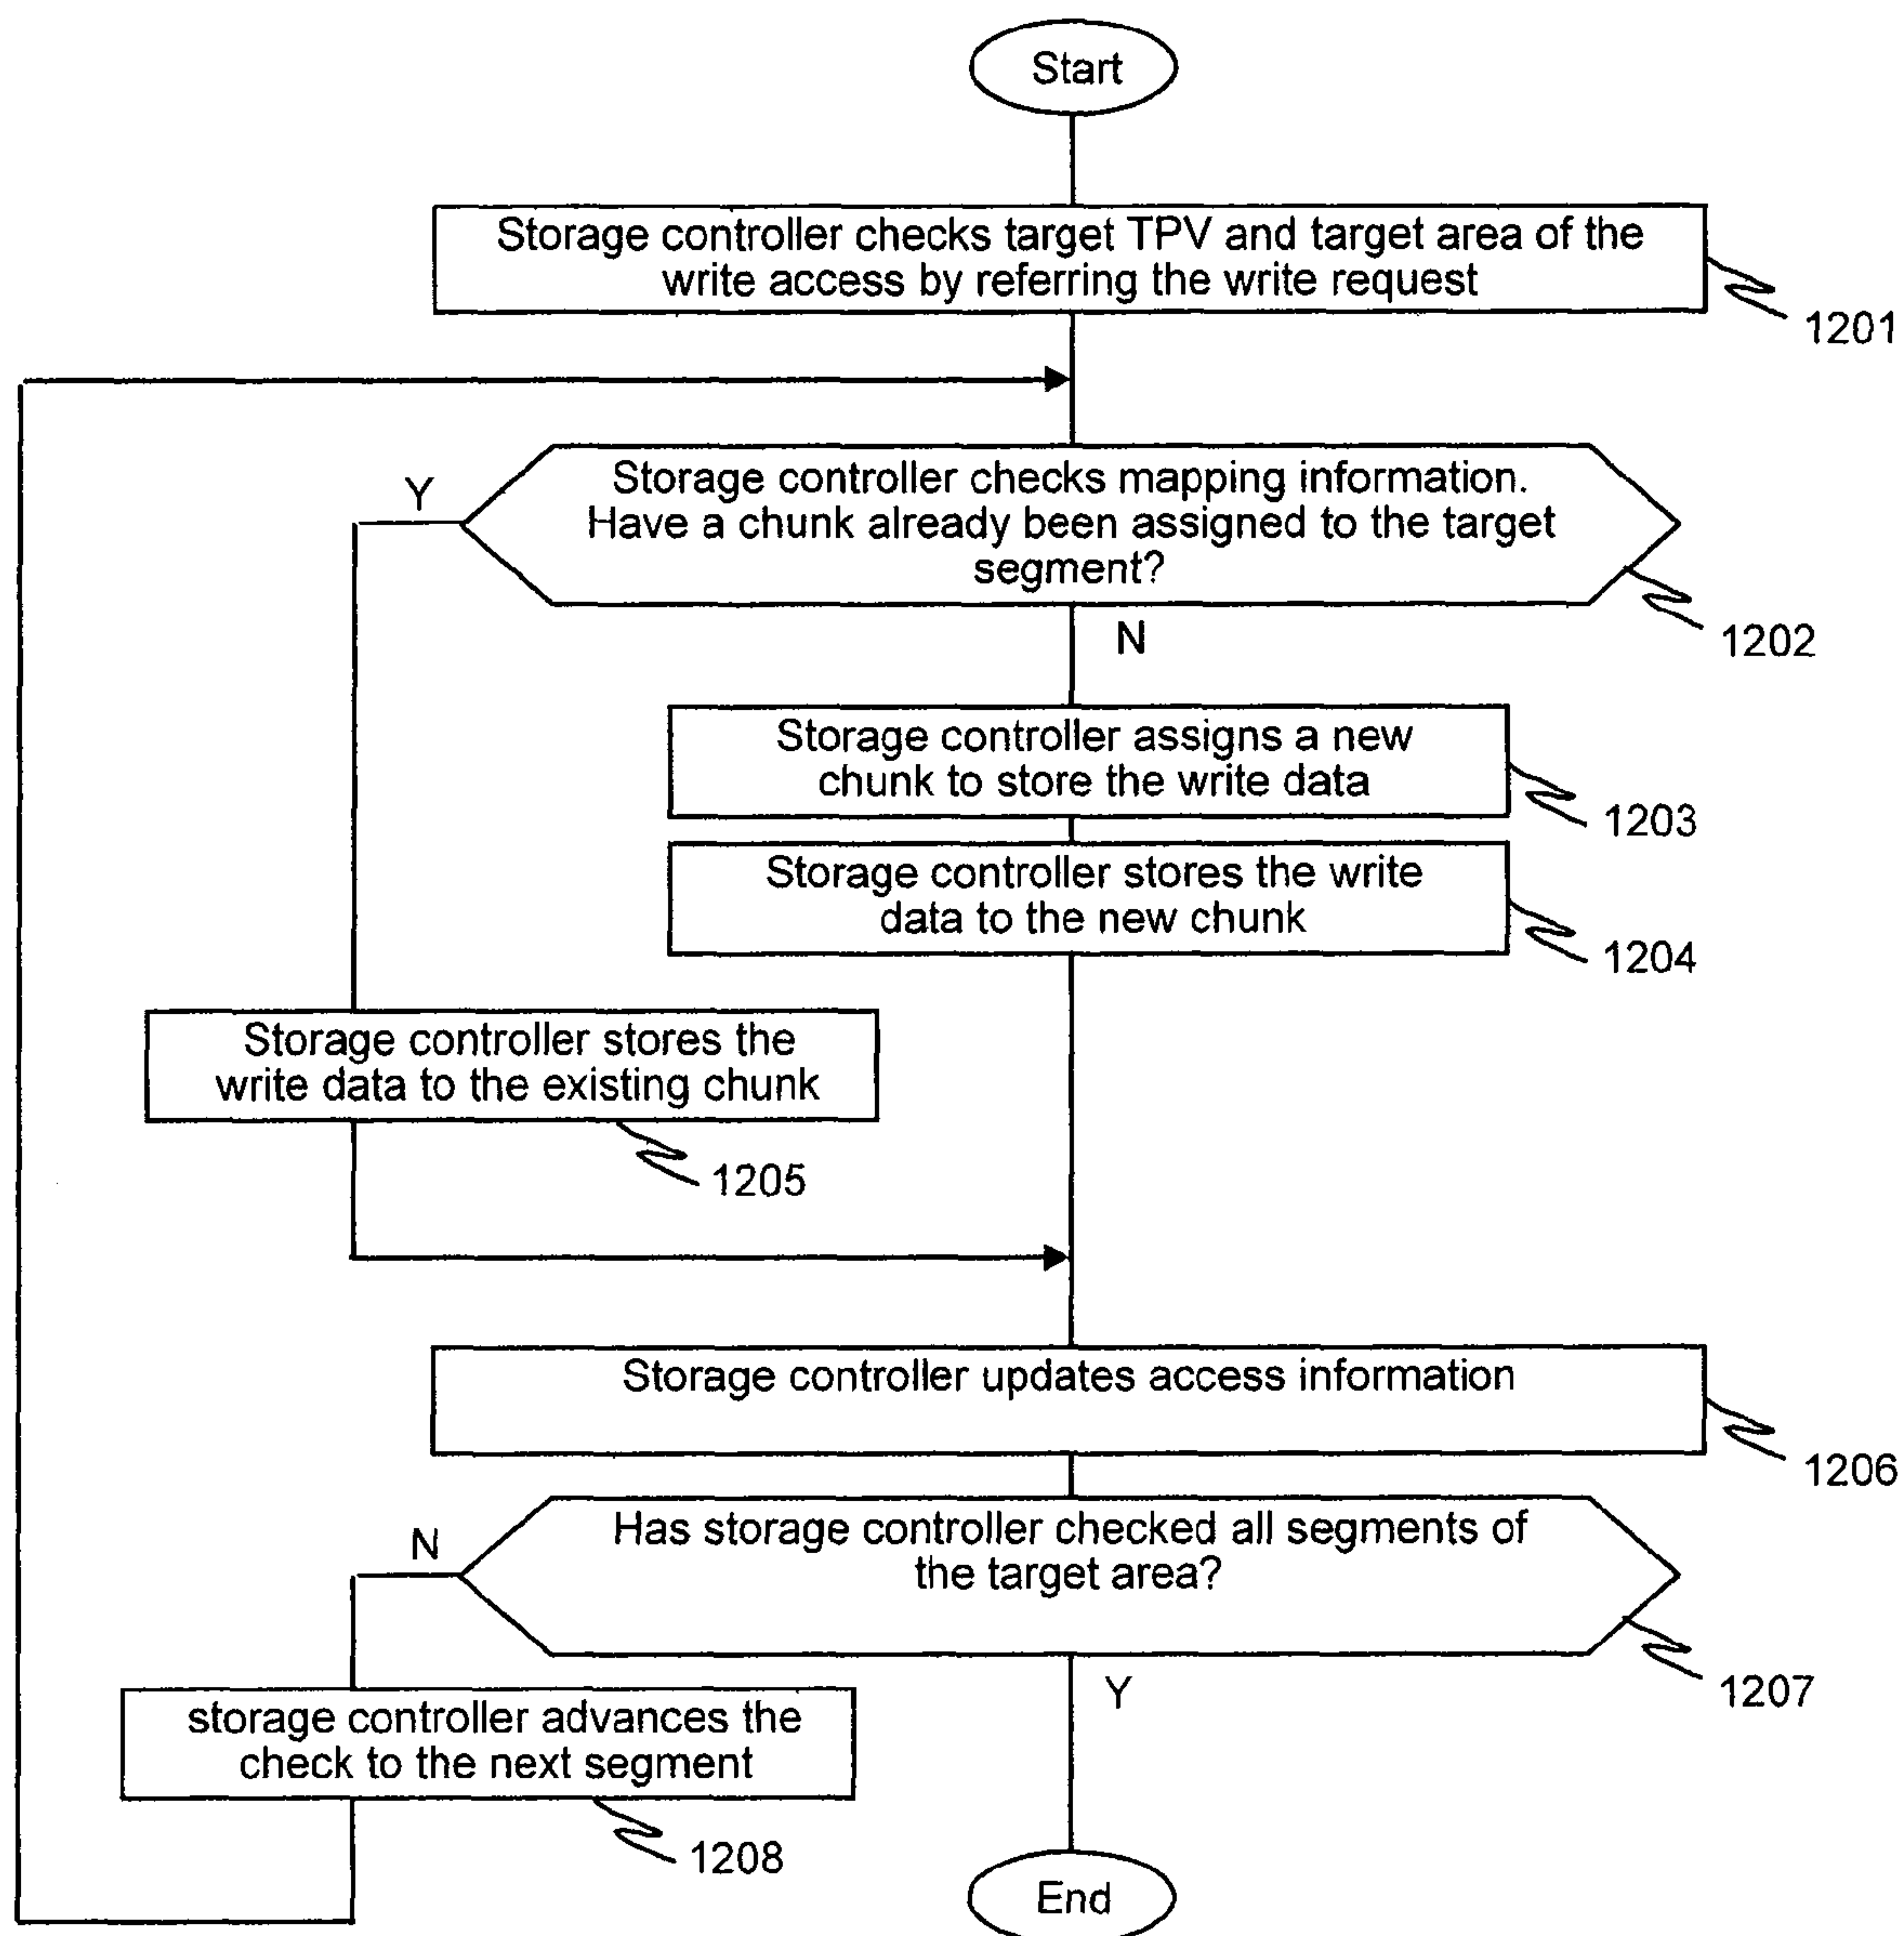 Start
Storage controller checks target TPV and target area of the
write access by referring the write request
1201
Y
Storage controller checks mapping information.
Have a chunk already been assigned to the target
segment?
1202
N
Storage controller assigns a new
chunk to store the write data
1203
Storage controller stores the write
data to the new chunk
1204
Storage controller stores the
write data to the existing chunk
1205
Storage controller updates access information
1206
N
Has storage controller checked all segments of
the target area?
1207
Y
storage controller advances the
check to the next segment
1208
End